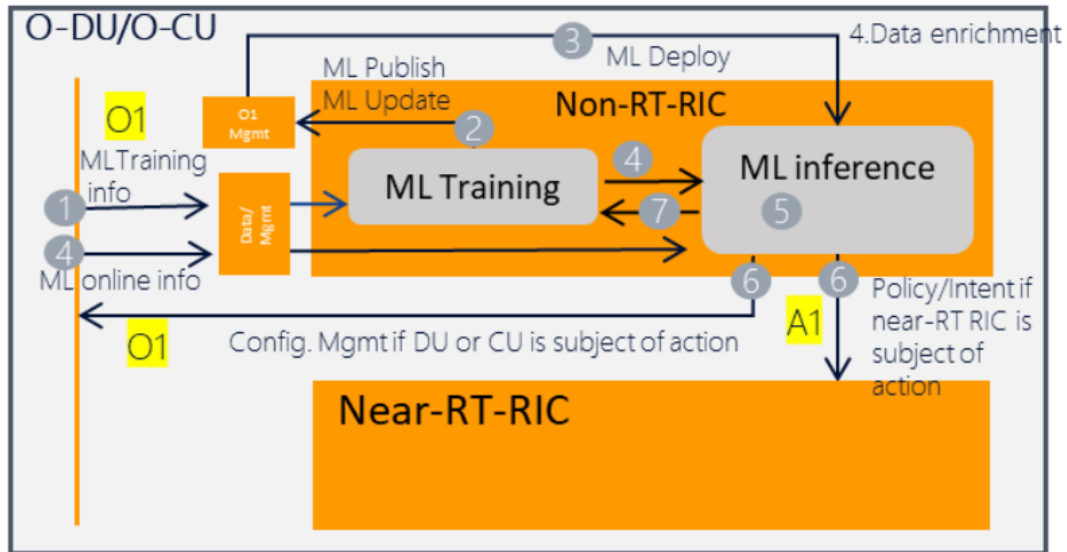 O-DU/O-CU
3
4.Data enrichment
ML Deploy
ML Publish
ML Update
Non-RT-RIC
O1
Mgmt
O1
2
MLTraining
info
1
4
ML online info
Data/
Mgmt
ML Training
4
7
ML inference
5
6
6
O1
Config. Mgmt if DU or CU is subject of action
A1
Policy/Intent if
near-RT RIC is
subject of
action
Near-RT-RIC